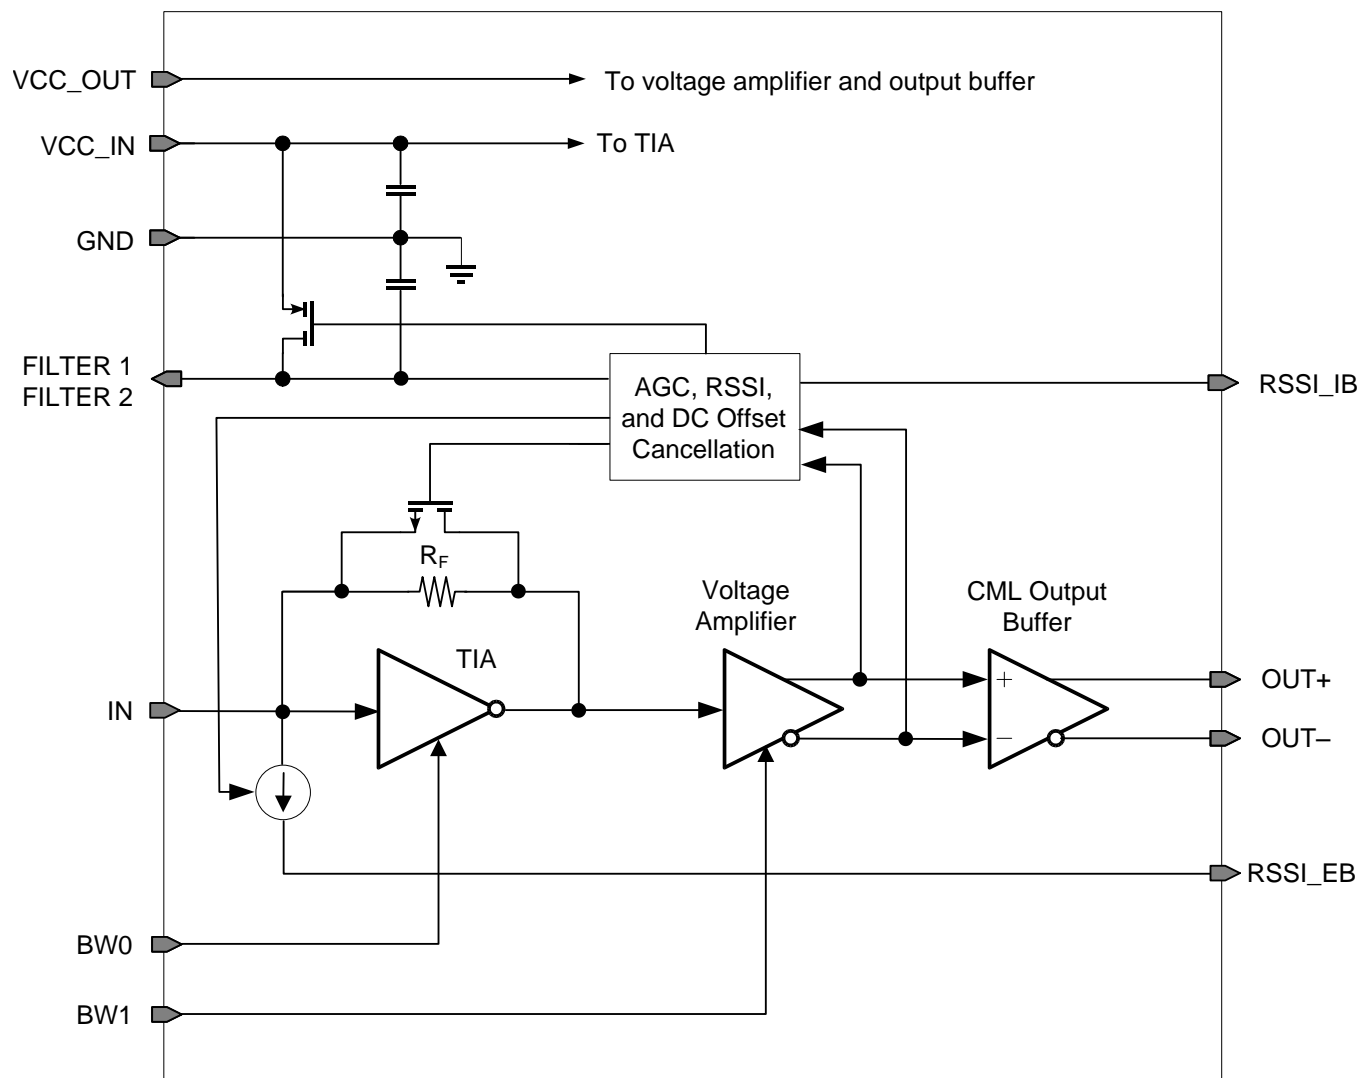 VCC_OUT
To voltage amplifier and output buffer
VCC_IN
To TIA
GND
FILTER 1
FILTER 2
AGC, RSSI,
and DC Offset
Cancellation
RSSI_IB
RF
Voltage
Amplifier
CML Output
Buffer
TIA
IN
+
−
OUT+
OUT–
RSSI_EB
BW0
BW1